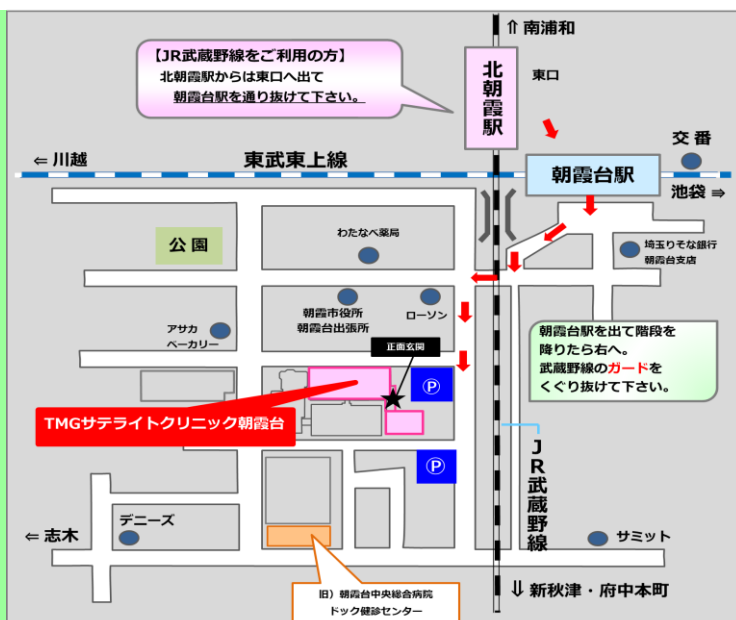 ⇑ 南浦和
【JR武蔵野線をご利用の方】
北朝霞駅からは東口へ出て
朝霞台駅を通り抜けて下さい。
北朝霞駅
東口
交番
⇐ 川越
東武東上線
朝霞台駅
池袋 ⇒
公園
わたなべ薬局
埼玉りそな銀行
朝霞台支店
朝霞市役所
朝霞台出張所
ローソン
アサカ
ベーカリー
正面玄関
朝霞台駅を出て階段を
降りたら右へ。
武蔵野線のガードを
くぐり抜けて下さい。
P
TMGサテライトクリニック朝霞台
P
JR武蔵野線
デニーズ
⇐ 志木
サミット
旧）朝霞台中央総合病院
ドック健診センター
⇓ 新秋津・府中本町